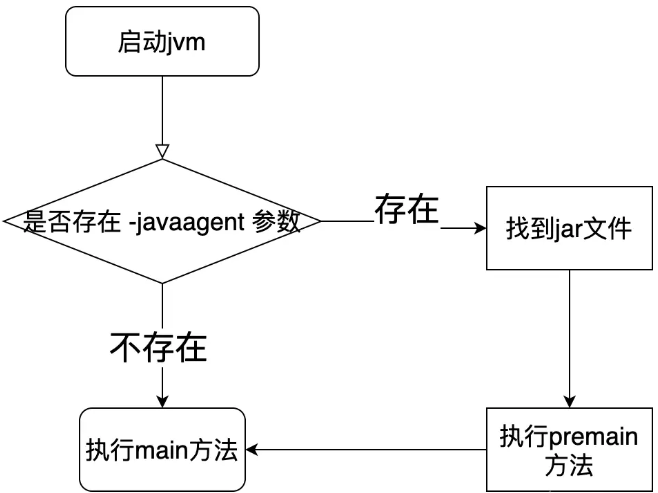 启动jvm
是否存在 -javaagent 参数
存在
找到jar文件
不存在
执行main方法
执行premain
方法